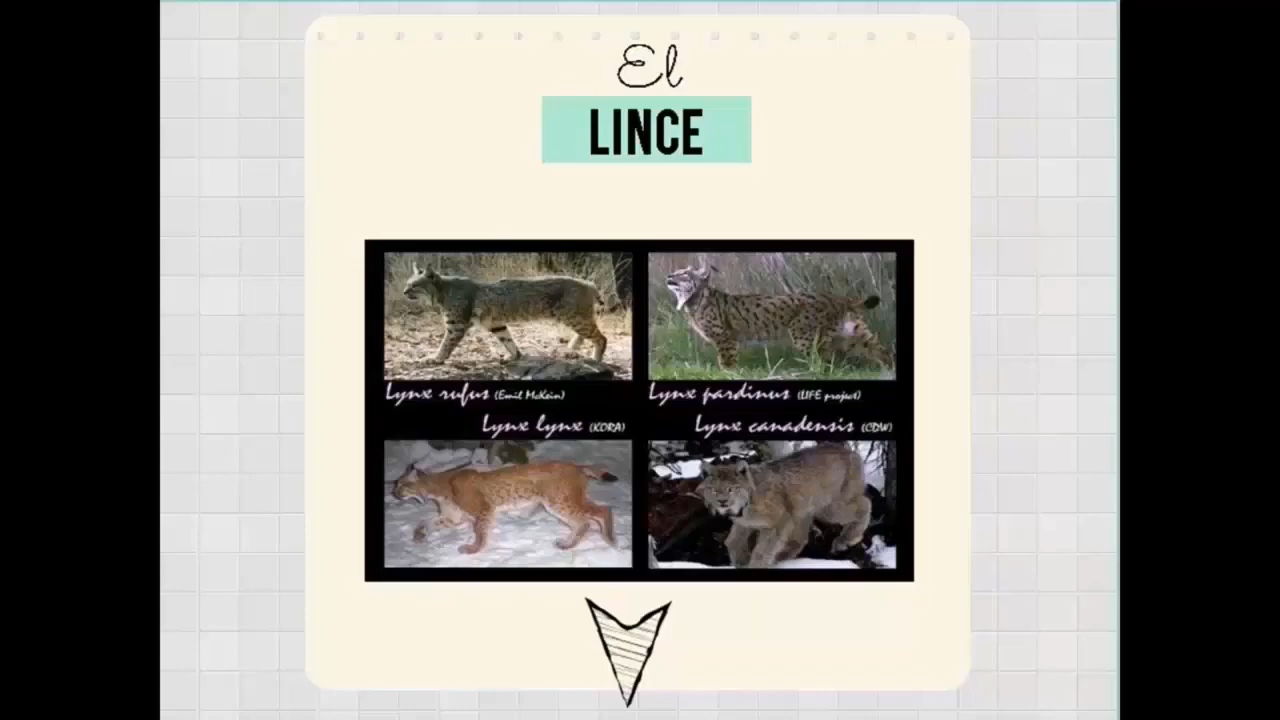 El
LINCE
Lynx rufus (Emil McKein)
Lynx pardinus (LIFE project)
Lynx lynx (KORA)
Lynx canadensis (CDW)